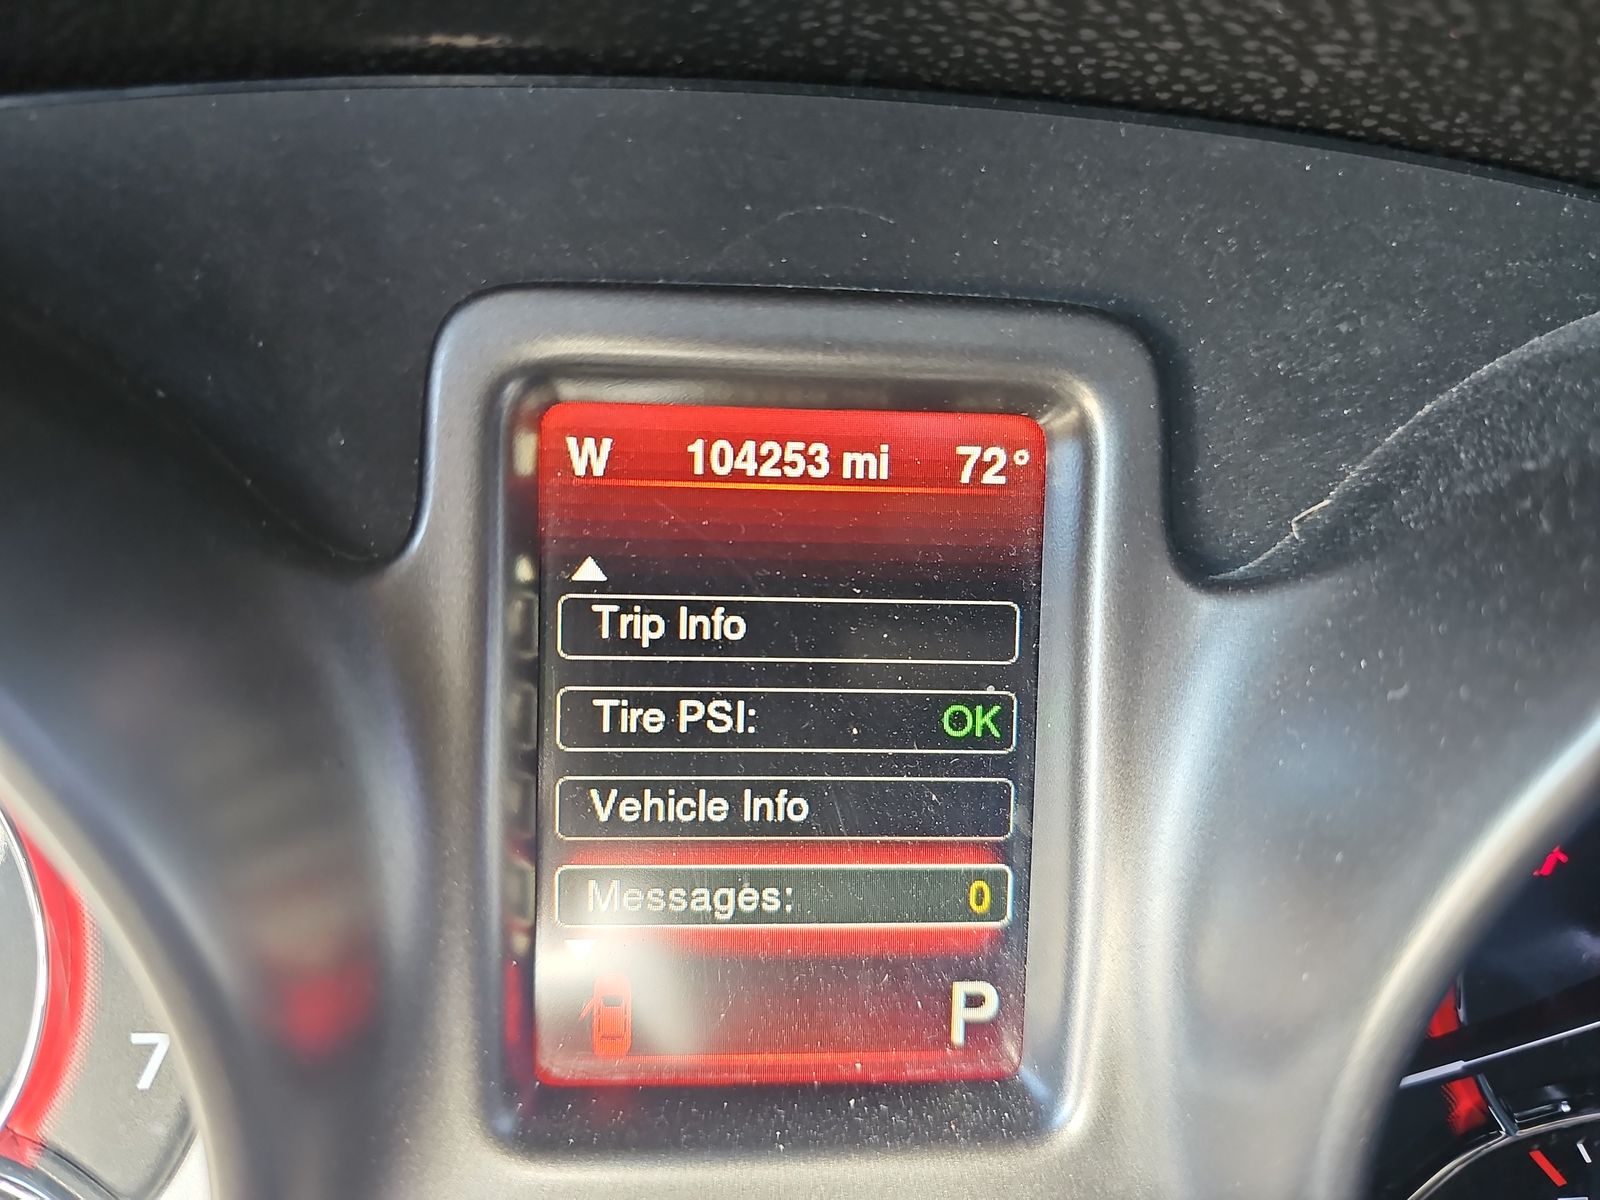 W 104253 mi 72°
Trip Info
Tire PSI: OK
Vehicle Info
Messages: 0
P
7